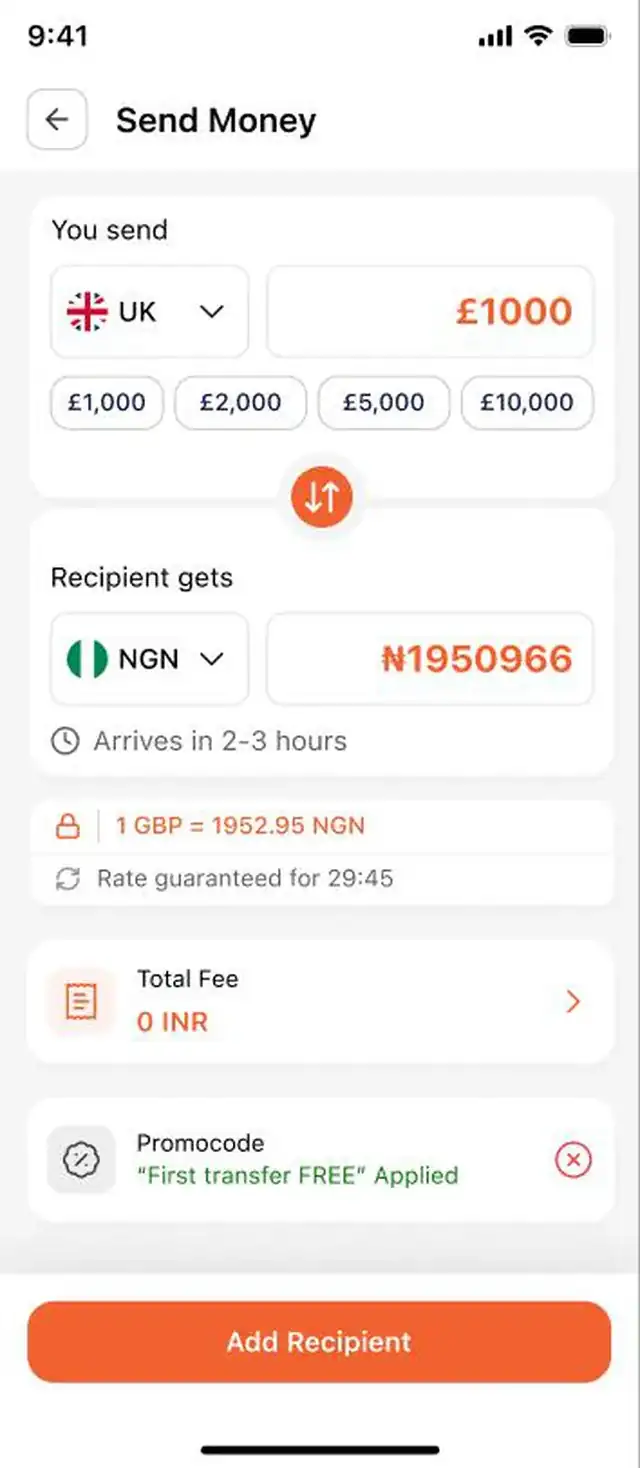 9:41
Send Money
You send
UK
£1000
£1,000
£2,000
£5,000
£10,000
Recipient gets
NGN
₦1950966
Arrives in 2-3 hours
1 GBP = 1952.95 NGN
Rate guaranteed for 29:45
Total Fee
0 INR
Promocode
“First transfer FREE” Applied
Add Recipient